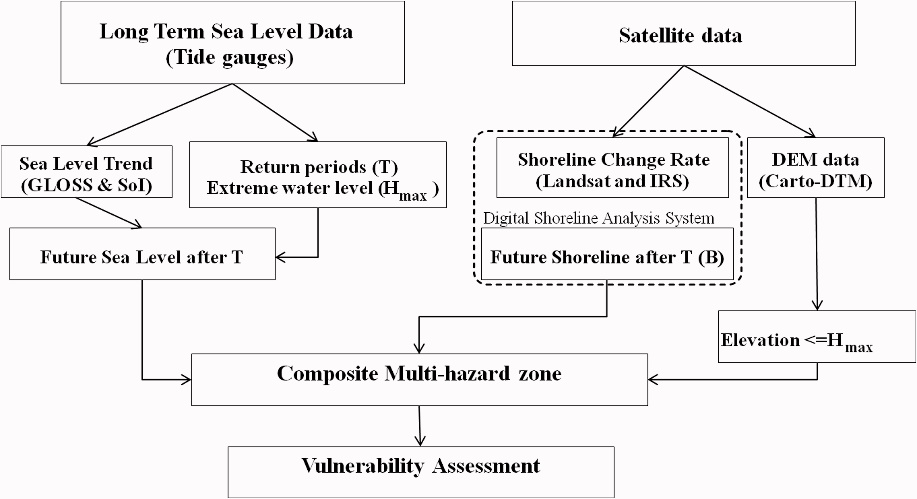 Long Term Sea Level Data
(Tide gauges)
Satellite data
Sea Level Trend
(GLOSS & SoI)
Return periods (T)
Extreme water level (Hmax )
Shoreline Change Rate
(Landsat and IRS)
DEM data
(Carto-DTM)
Digital Shoreline Analysis System
Future Sea Level after T
Future Shoreline after T (B)
Elevation <=Hmax
Composite Multi-hazard zone
Vulnerability Assessment